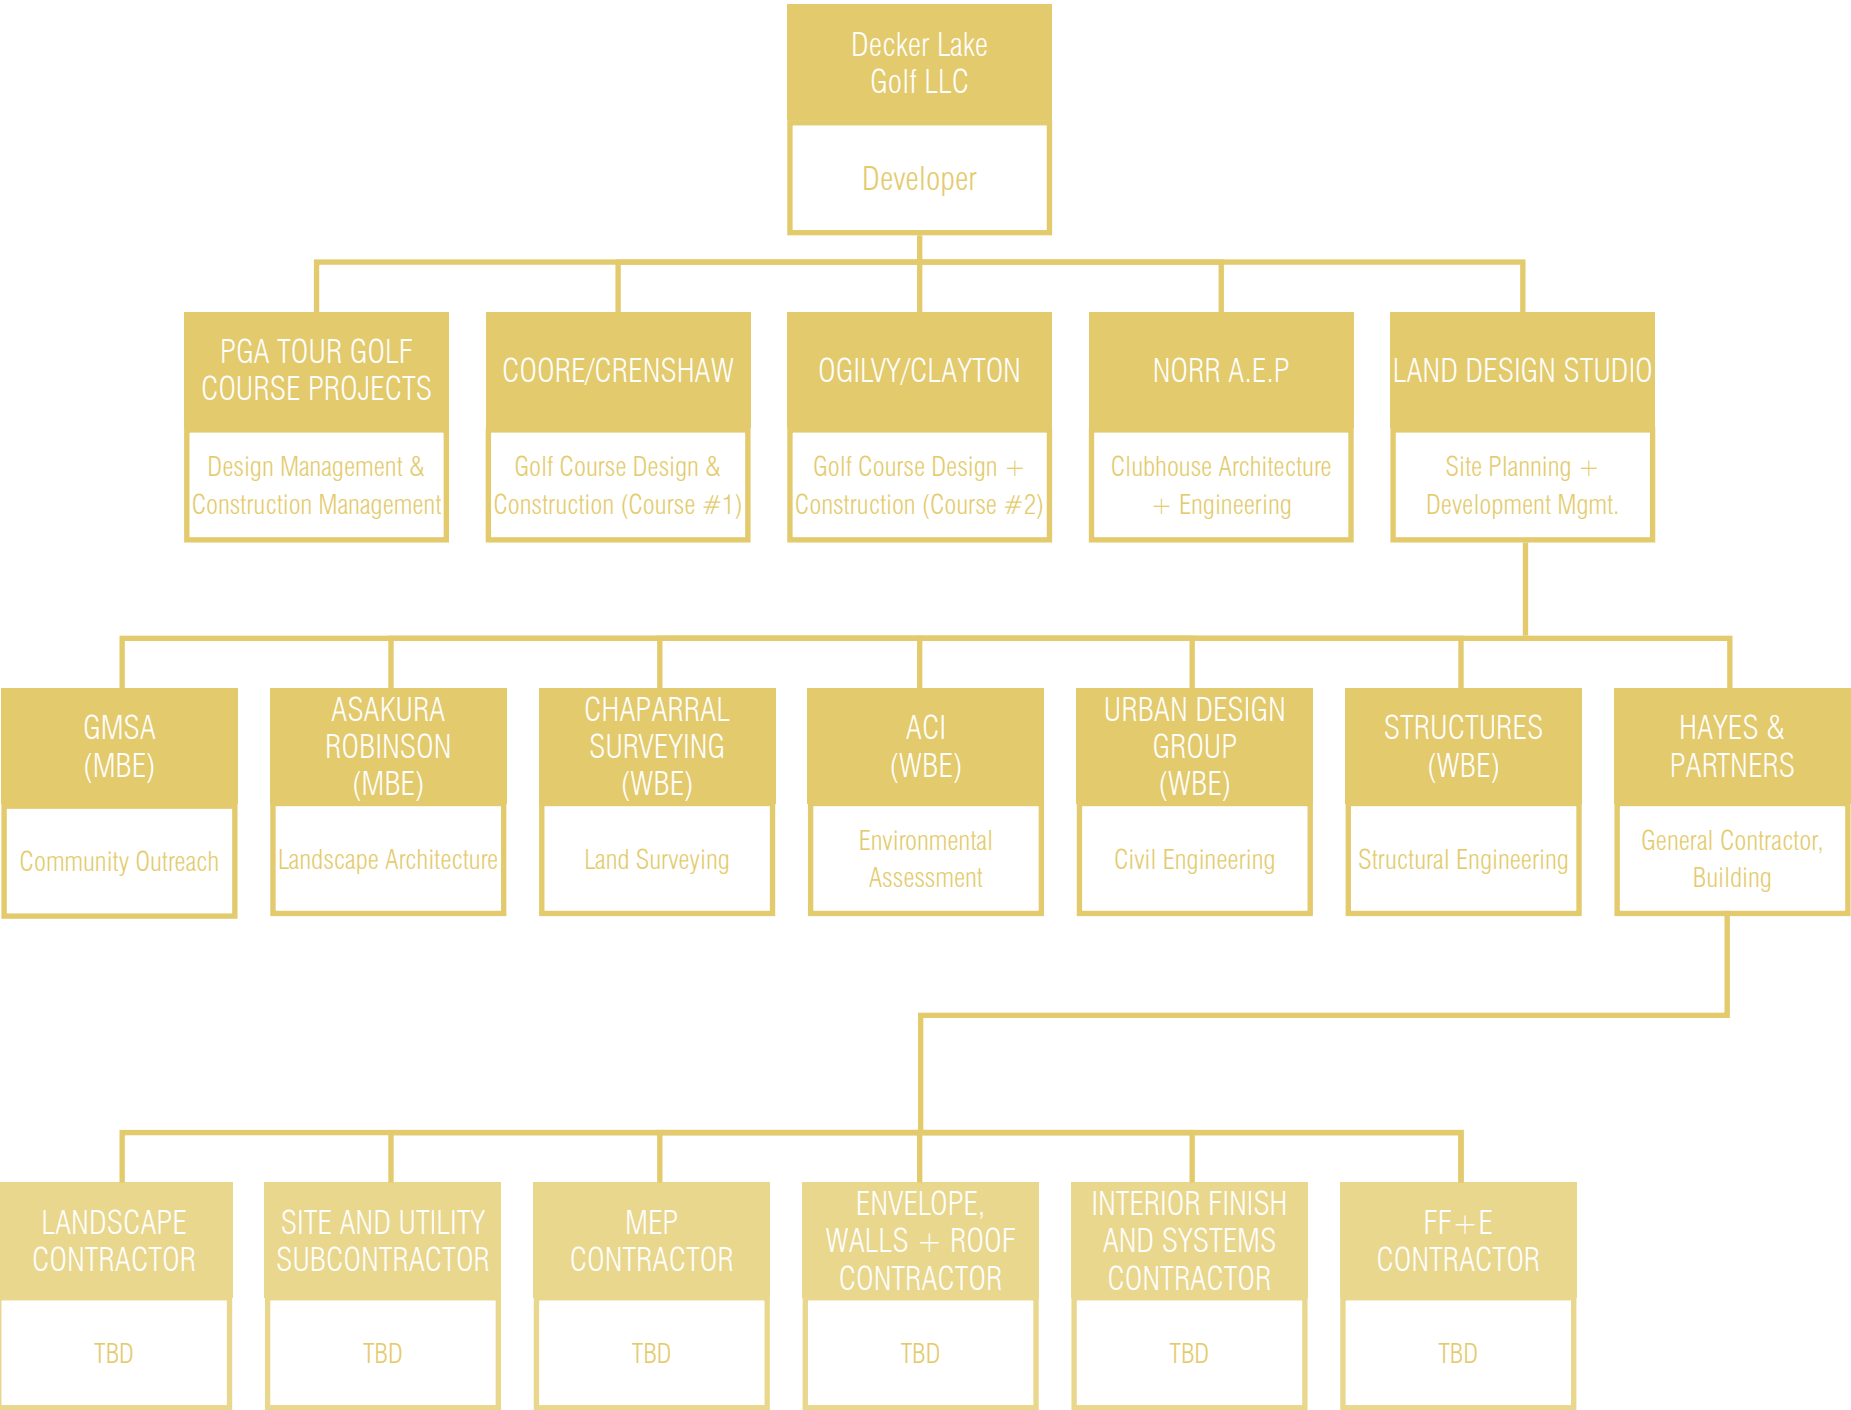 Decker Lake
Golf LLC
Developer
PGA TOUR GOLF
COURSE PROJECTS
Design Management &
Construction Management
COORE/CRENSHAW
Golf Course Design &
Construction (Course #1)
OGILVY/CLAYTON
Golf Course Design +
Construction (Course #2)
NORR A.E.P
Clubhouse Architecture
+ Engineering
LAND DESIGN STUDIO
Site Planning +
Development Mgmt.
GMSA
(MBE)
Community Outreach
ASAKURA
ROBINSON
(MBE)
Landscape Architecture
CHAPARRAL
SURVEYING
(WBE)
Land Surveying
ACI
(WBE)
Environmental
Assessment
URBAN DESIGN
GROUP
(WBE)
Civil Engineering
STRUCTURES
(WBE)
Structural Engineering
HAYES &
PARTNERS
General Contractor,
Building
LANDSCAPE
CONTRACTOR
TBD
SITE AND UTILITY
SUBCONTRACTOR
TBD
MEP
CONTRACTOR
TBD
ENVELOPE,
WALLS + ROOF
CONTRACTOR
TBD
INTERIOR FINISH
AND SYSTEMS
CONTRACTOR
TBD
FF+E
CONTRACTOR
TBD